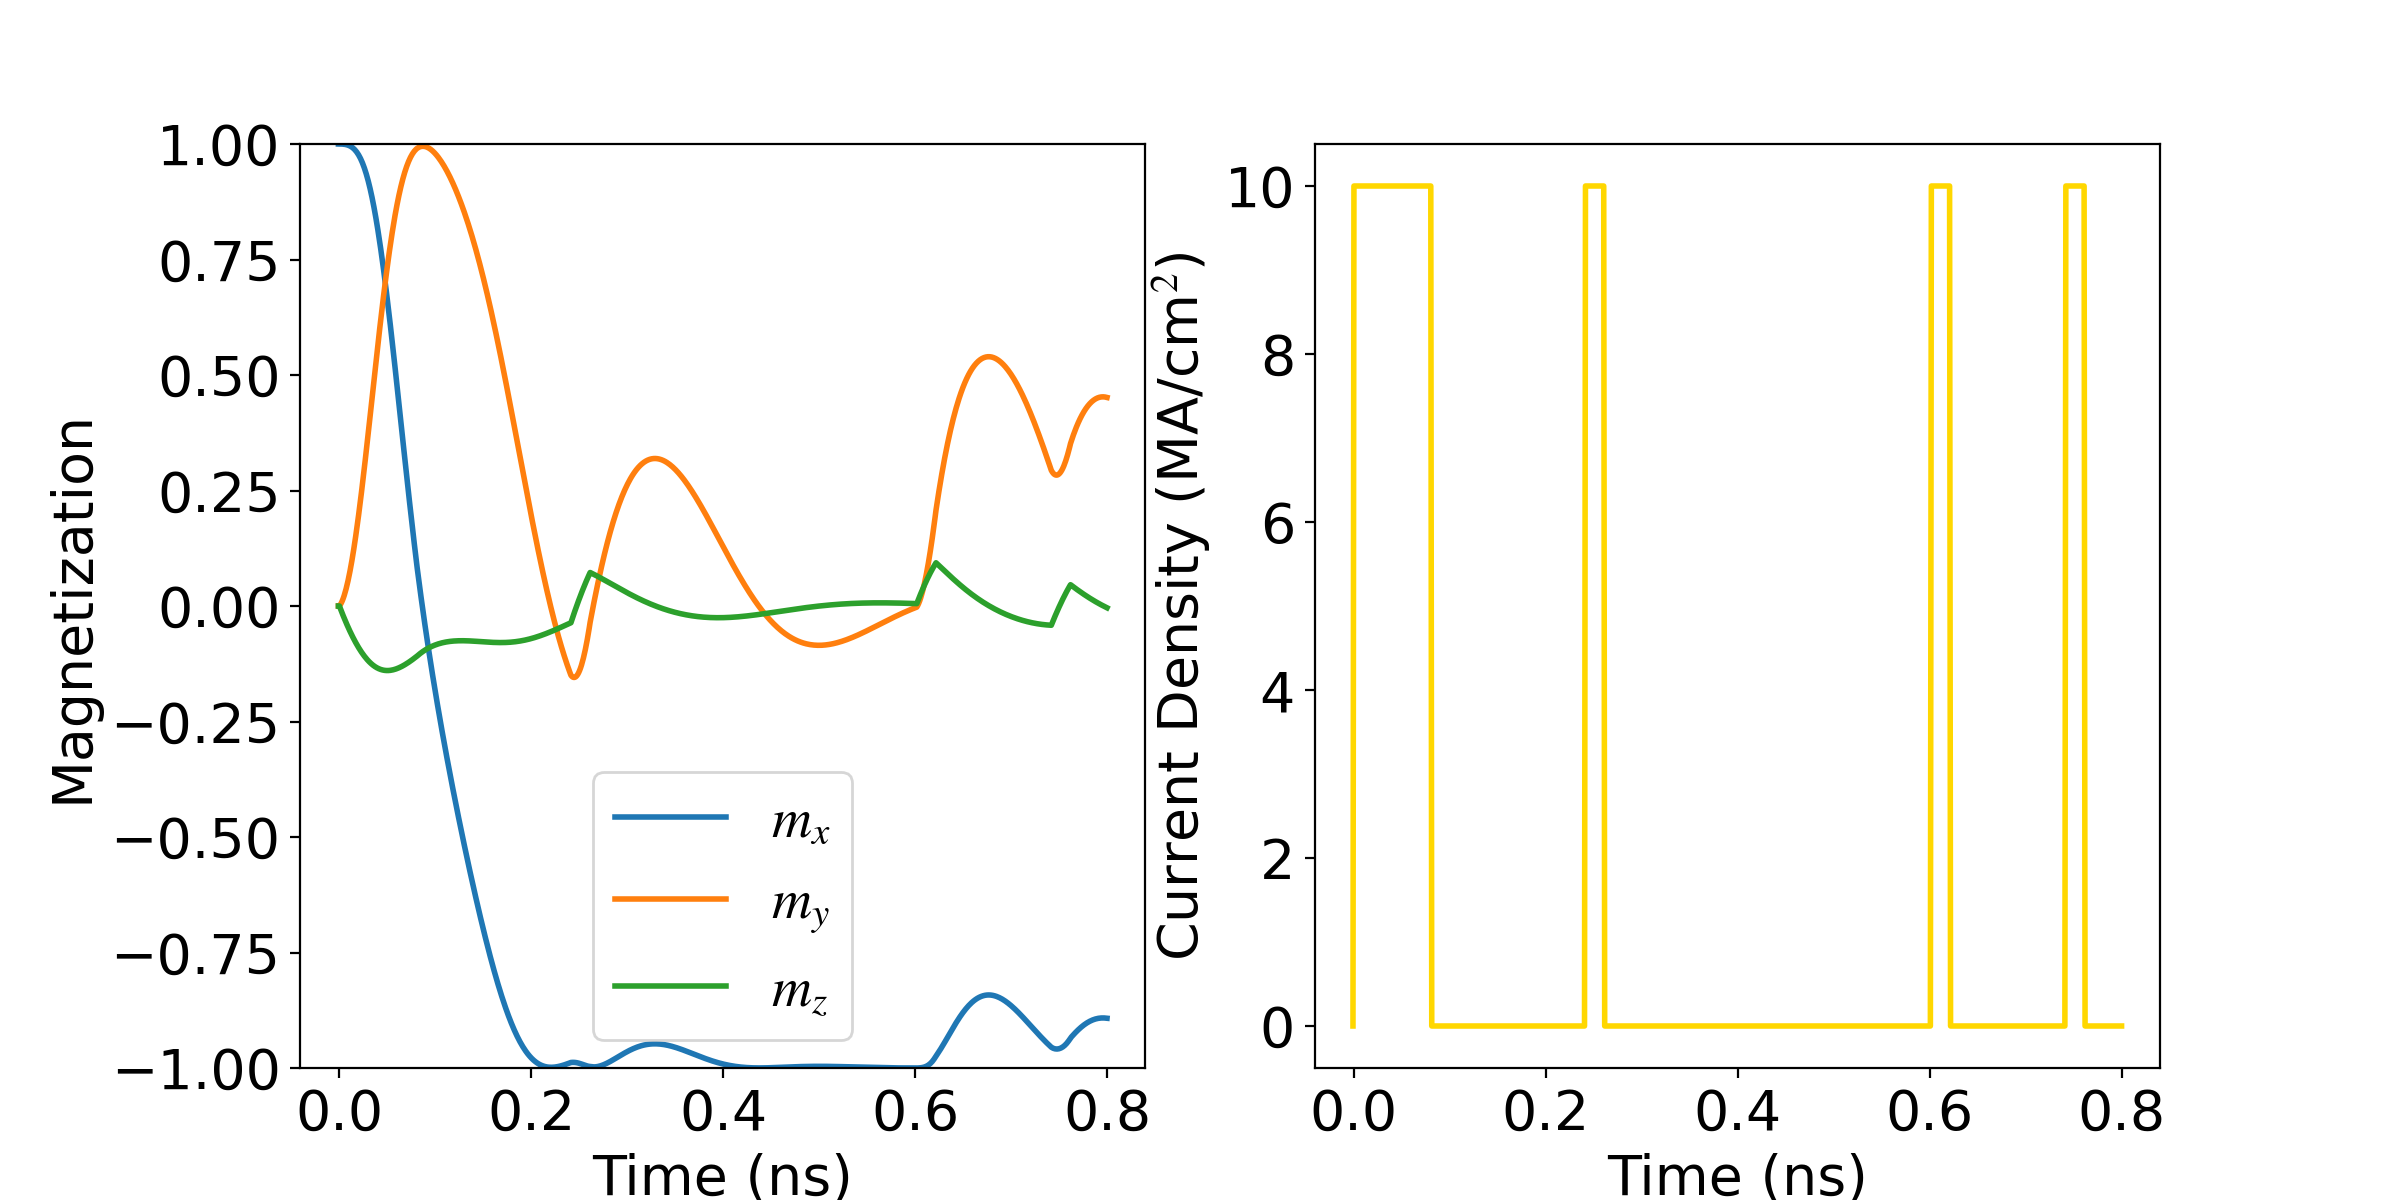 Magnetization
1.00
0.75
0.50
0.25
0.00
−0.25
−0.50
−0.75
−1.00
0.0 0.2 0.4 0.6 0.8
Time (ns)
m_x
m_y
m_z
Current Density (MA/cm²)
10
8
6
4
2
0
0.0 0.2 0.4 0.6 0.8
Time (ns)